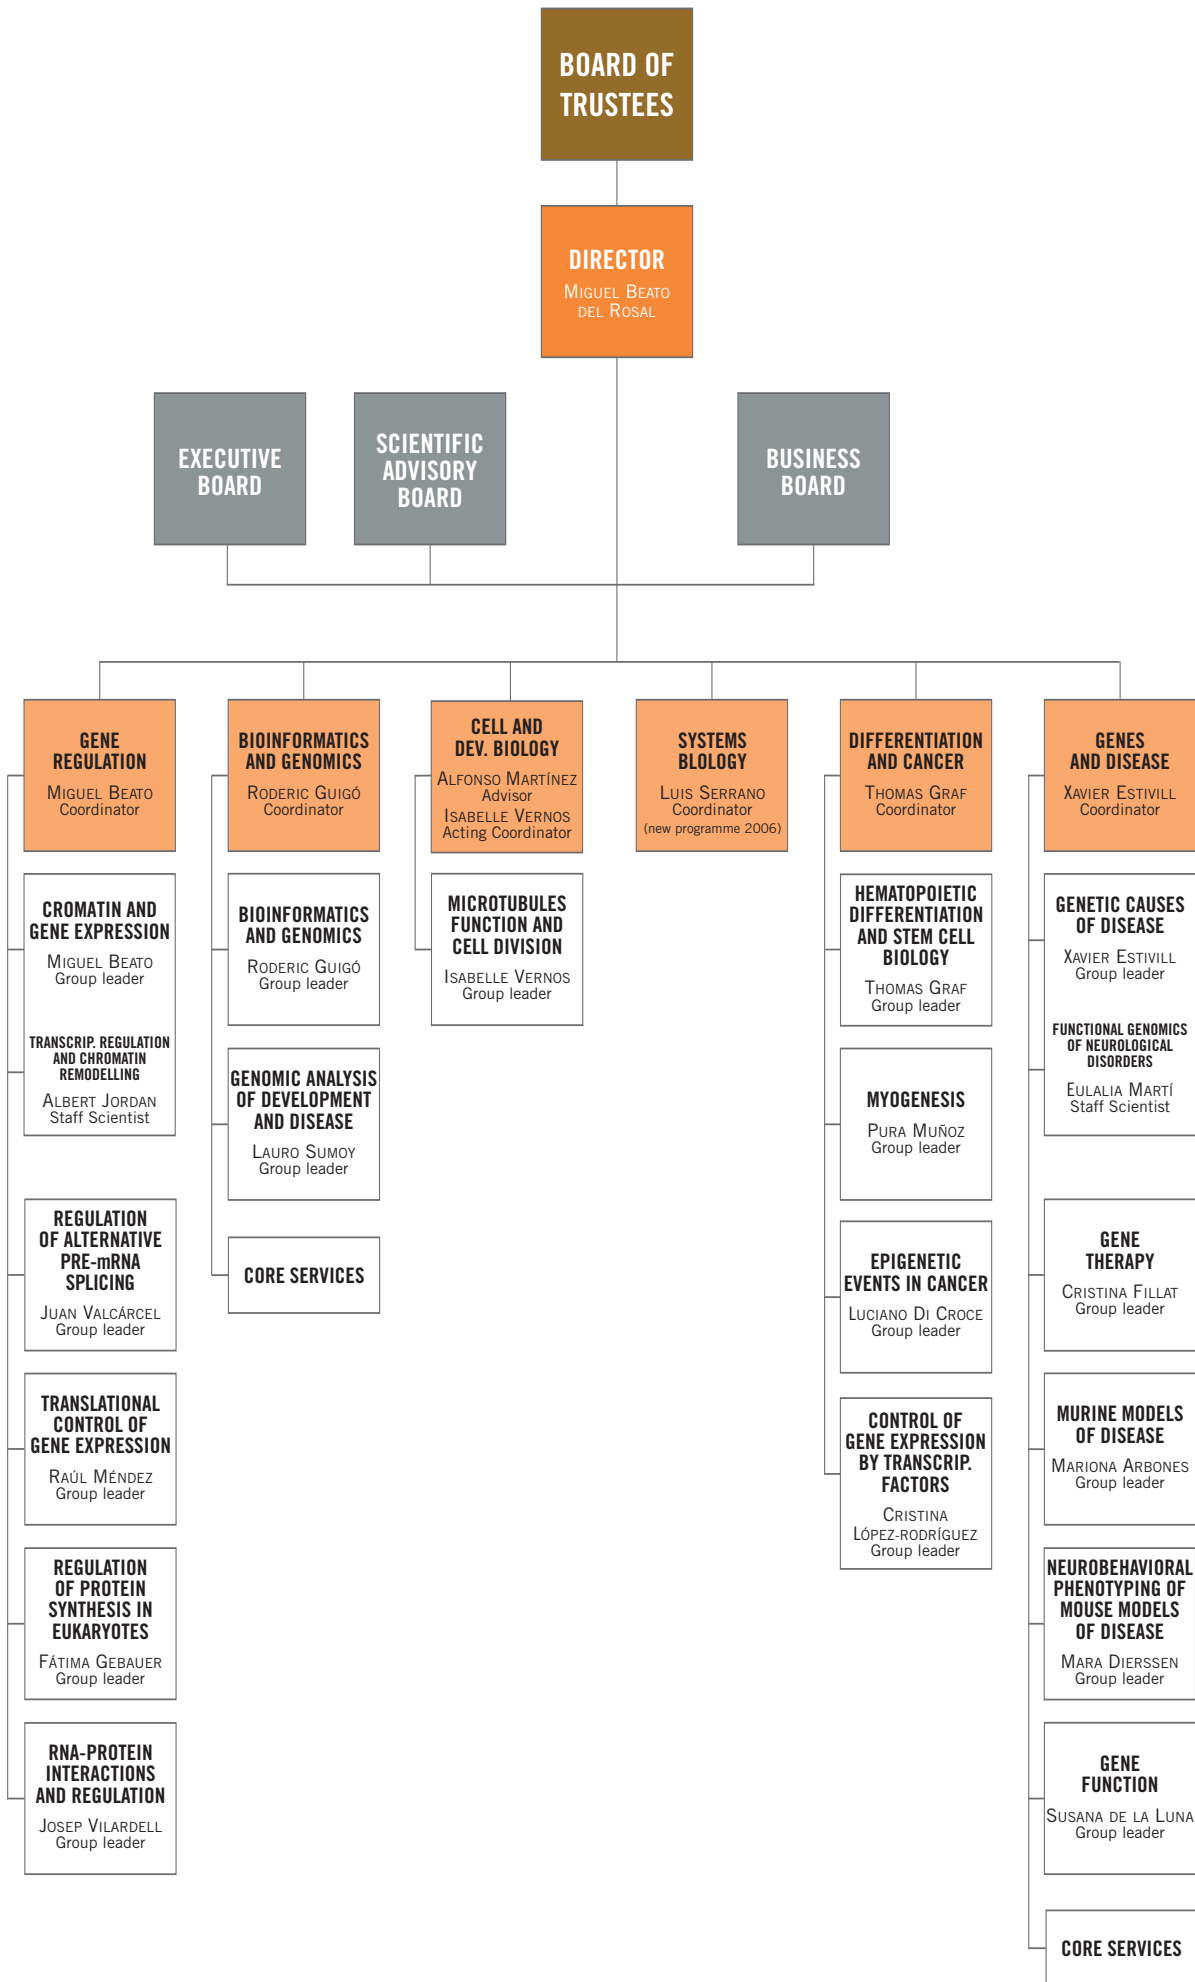 BOARD OF
TRUSTEES
DIRECTOR
MIGUEL BEATO
DEL ROSAL
EXECUTIVE
BOARD
SCIENTIFIC
ADVISORY
BOARD
BUSINESS
BOARD
GENE
REGULATION
MIGUEL BEATO
Coordinator
CROMATIN AND
GENE EXPRESSION
MIGUEL BEATO
Group leader
TRANSCRIP. REGULATION
AND CHROMATIN
REMODELLING
ALBERT JORDAN
Staff Scientist
REGULATION
OF ALTERNATIVE
PRE-mRNA
SPLICING
JUAN VALCÁRCEL
Group leader
TRANSLATIONAL
CONTROL OF
GENE EXPRESSION
RAÚL MÉNDEZ
Group leader
REGULATION
OF PROTEIN
SYNTHESIS IN
EUKARYOTES
FÁTIMA GEBAUER
Group leader
RNA-PROTEIN
INTERACTIONS
AND REGULATION
JOSEP VILARDELL
Group leader
BIOINFORMATICS
AND GENOMICS
RODERIC GUIGÓ
Coordinator
BIOINFORMATICS
AND GENOMICS
RODERIC GUIGÓ
Group leader
GENOMIC ANALYSIS
OF DEVELOPMENT
AND DISEASE
LAURO SUMOY
Group leader
CORE SERVICES
CELL AND
DEV. BIOLOGY
ALFONSO MARTÍNEZ
Advisor
ISABELLE VERNOS
Acting Coordinator
MICROTUBULES
FUNCTION AND
CELL DIVISION
ISABELLE VERNOS
Group leader
SYSTEMS
BLOLOGY
LUIS SERRANO
Coordinator
(new programme 2006)
DIFFERENTIATION
AND CANCER
THOMAS GRAF
Coordinator
HEMATOPOIETIC
DIFFERENTIATION
AND STEM CELL
BIOLOGY
THOMAS GRAF
Group leader
MYOGENESIS
PURA MUÑOZ
Group leader
EPIGENETIC
EVENTS IN CANCER
LUCIANO DI CROCE
Group leader
CONTROL OF
GENE EXPRESSION
BY TRANSCRIP.
FACTORS
CRISTINA
LÓPEZ-RODRÍGUEZ
Group leader
GENES
AND DISEASE
XAVIER ESTIVILL
Coordinator
GENETIC CAUSES
OF DISEASE
XAVIER ESTIVILL
Group leader
FUNCTIONAL GENOMICS
OF NEUROLOGICAL
DISORDERS
EULALIA MARTÍ
Staff Scientist
GENE
THERAPY
CRISTINA FILLAT
Group leader
MURINE MODELS
OF DISEASE
MARIONA ARBONES
Group leader
NEUROBEHAVIORAL
PHENOTYPING OF
MOUSE MODELS
OF DISEASE
MARA DIERSSEN
Group leader
GENE
FUNCTION
SUSANA DE LA LUNA
Group leader
CORE SERVICES